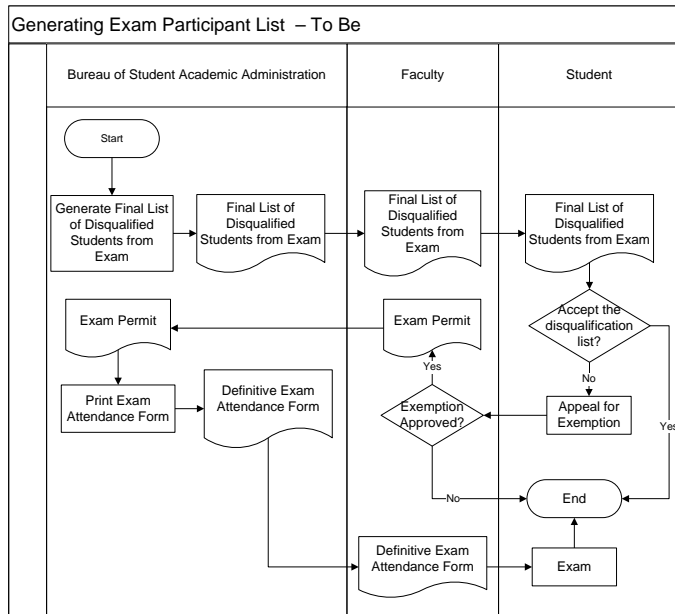 Generating Exam Participant List – To Be
Bureau of Student Academic Administration
Faculty
Student
Start
Generate Final List
of Disqualified
Students from
Exam
Final List of
Disqualified
Students from Exam
Final List of
Disqualified
Students from
Exam
Final List of
Disqualified
Students from Exam
Exam Permit
Exam Permit
Accept the
disqualification
list?
Yes
No
Print Exam
Attendance Form
Definitive Exam
Attendance Form
Exemption
Approved?
Appeal for
Exemption
Yes
No
End
Definitive Exam
Attendance Form
Exam